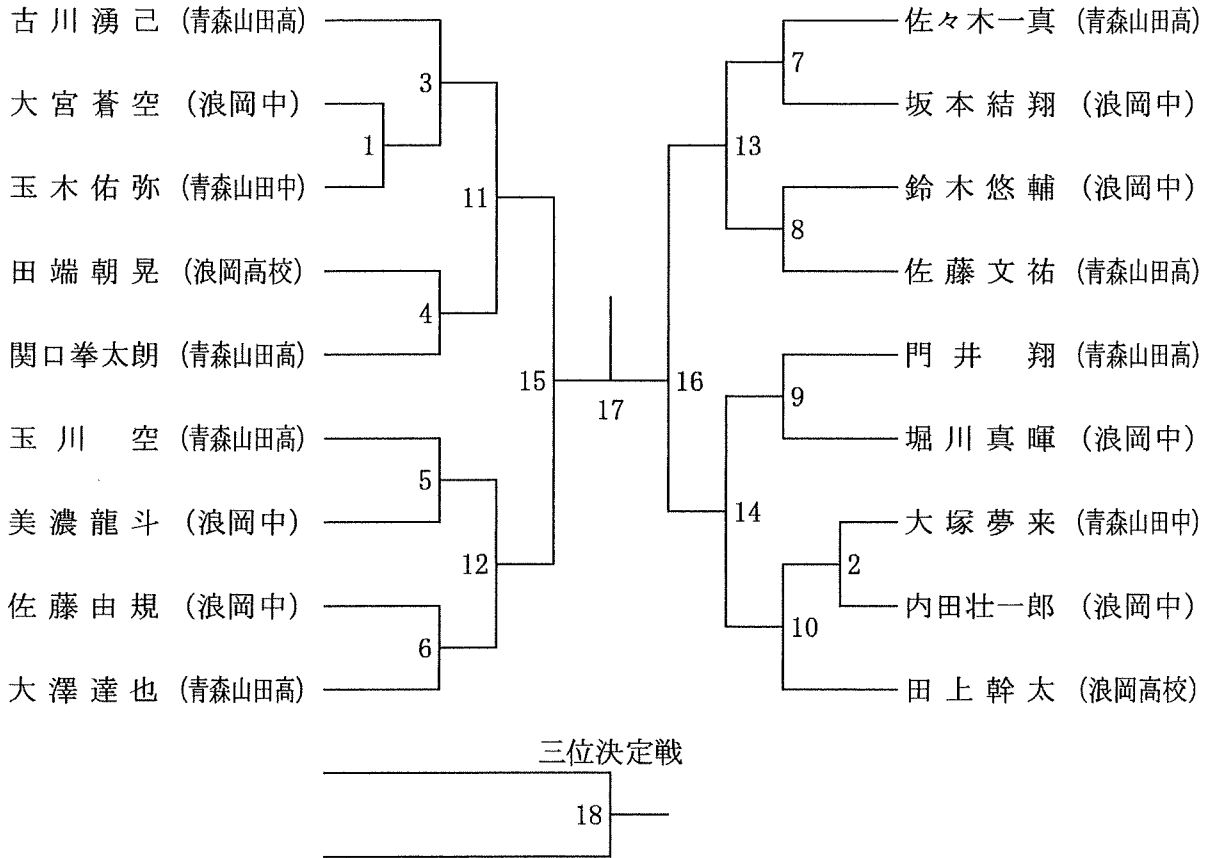 古川湧己 (青森山田高)
大宮蒼空 (浪岡中)
玉木佑弥 (青森山田中)
田端朝晃 (浪岡高校)
関口拳太朗 (青森山田高)
玉川 空 (青森山田高)
美濃龍斗 (浪岡中)
佐藤由規 (浪岡中)
大澤達也 (青森山田高)
3
1
11
4
15
5
12
6
17
佐々木一真 (青森山田高)
坂本結翔 (浪岡中)
鈴木悠輔 (浪岡中)
佐藤文祐 (青森山田高)
門井 翔 (青森山田高)
堀川真暉 (浪岡中)
大塚夢来 (青森山田中)
内田壮一郎 (浪岡中)
田上幹太 (浪岡高校)
7
13
8
16
9
14
2
10
三位決定戦
18